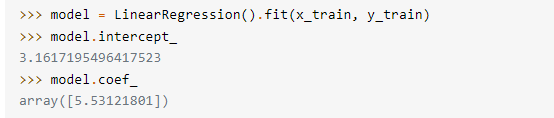 >>> model = LinearRegression().fit(x_train, y_train)
>>> model.intercept_
3.1617195496417523
>>> model.coef_
array([5.53121801])